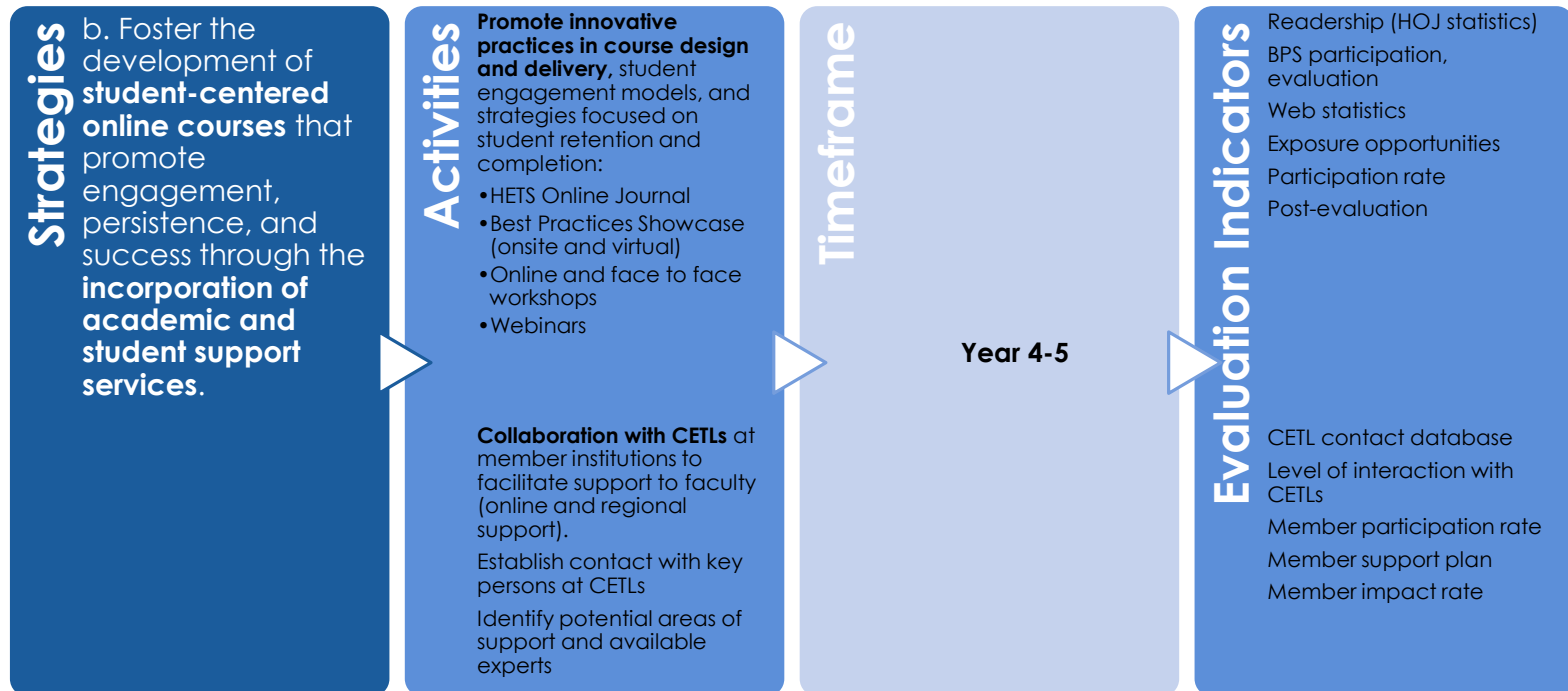 Strategies
b. Foster the
development of
student-centered
online courses that
promote
engagement,
persistence, and
success through the
incorporation of
academic and
student support
services.
Activities
Promote innovative
practices in course design
and delivery, student
engagement models, and
strategies focused on
student retention and
completion:
•HETS Online Journal
•Best Practices Showcase
(onsite and virtual)
•Online and face to face
workshops
•Webinars
Collaboration with CETLs at
member institutions to
facilitate support to faculty
(online and regional
support).
Establish contact with key
persons at CETLs
Identify potential areas of
support and available
experts
Timeframe
Year 4-5
Evaluation Indicators
Readership (HOJ statistics)
BPS participation,
evaluation
Web statistics
Exposure opportunities
Participation rate
Post-evaluation
CETL contact database
Level of interaction with
CETLs
Member participation rate
Member support plan
Member impact rate